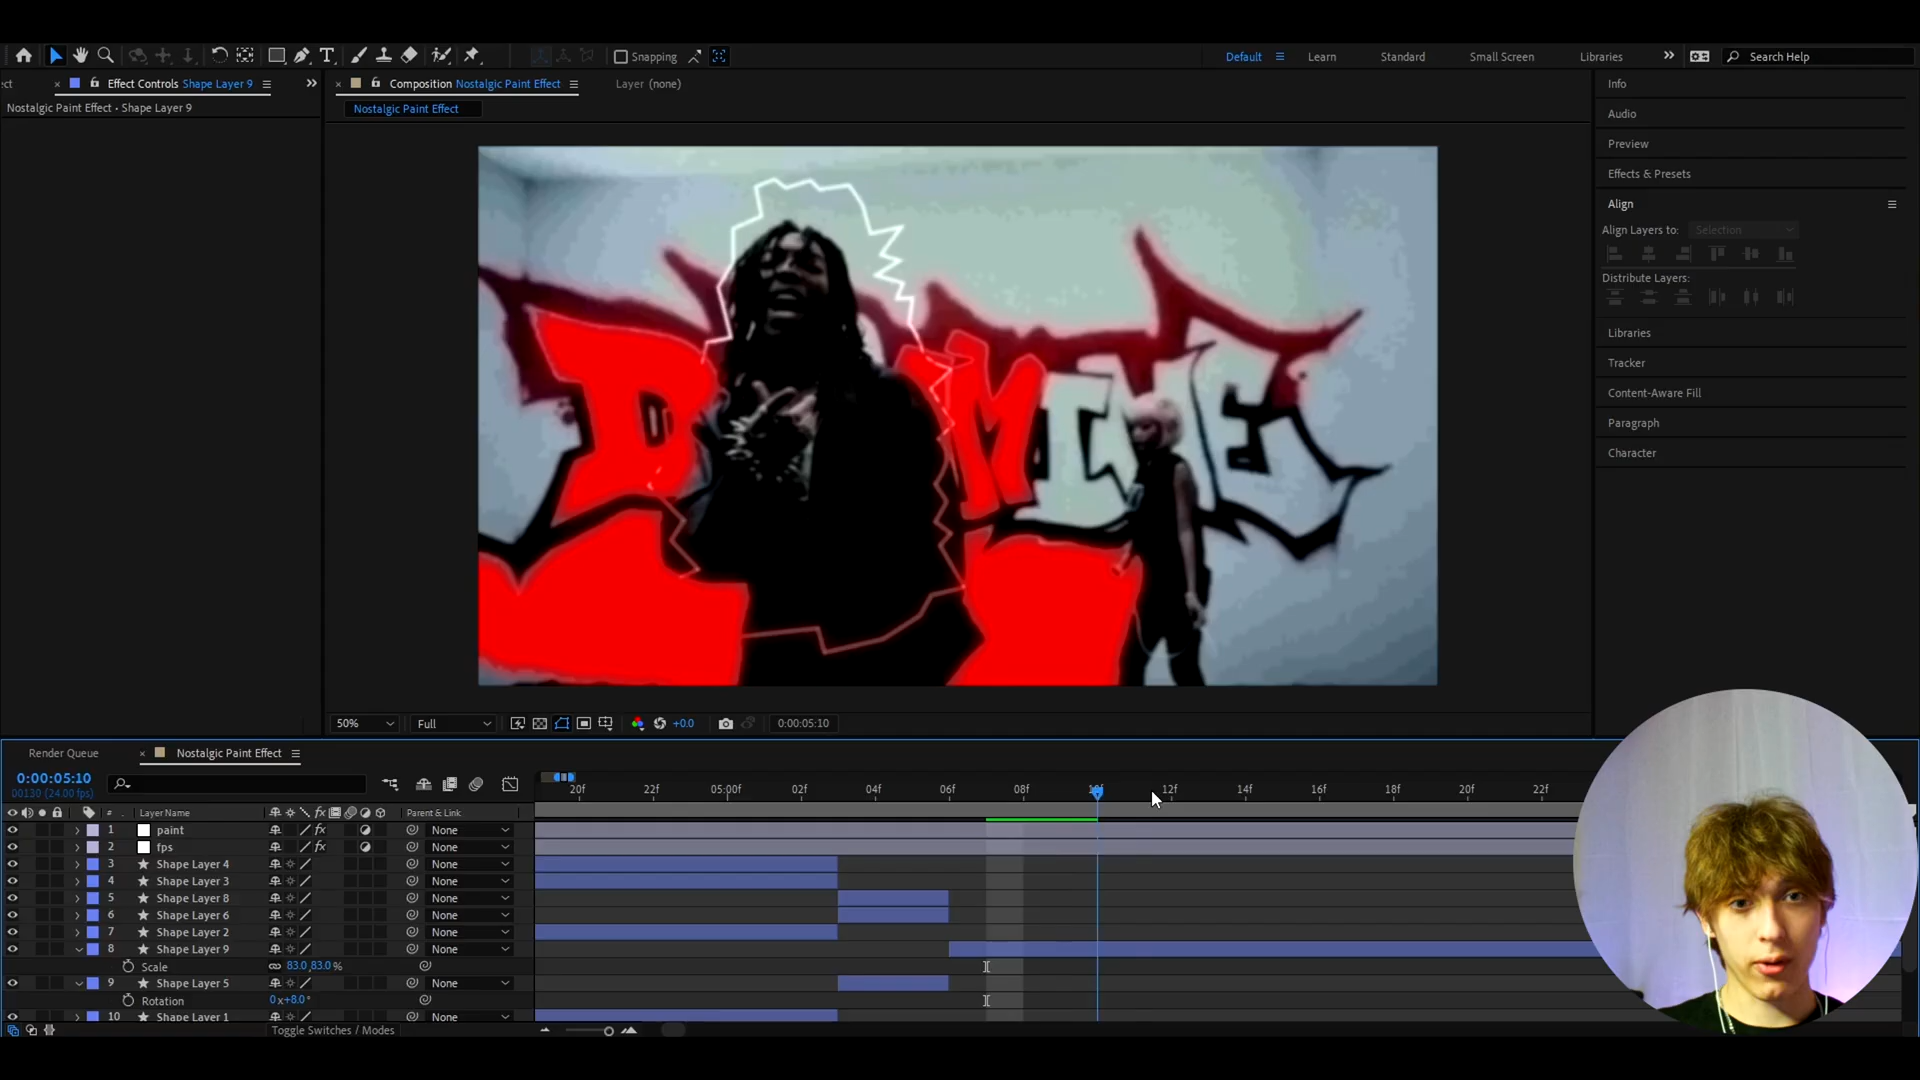 Snapping
Default
Learn
Standard
Small Screen
Libraries
Search Help
ct
Effect Controls Shape Layer 9
Composition Nostalgic Paint Effect
Layer (none)
Info
Nostalgic Paint Effect • Shape Layer 9
Nostalgic Paint Effect
Audio
Preview
Effects & Presets
Align
Align Layers to: Selection
Distribute Layers:
Libraries
Tracker
Content-Aware Fill
Paragraph
Character
50%
Full
+0.0
0:00:05:10
Render Queue
Nostalgic Paint Effect
0:00:05:10
00130 (24.00 fps)
20f 22f 05:00f 02f 04f 06f 08f 10f 12f 14f 16f 18f 20f 22f
# Layer Name Parent & Link
1 paint None
2 fps None
3 Shape Layer 4 None
4 Shape Layer 3 None
5 Shape Layer 8 None
6 Shape Layer 6 None
7 Shape Layer 2 None
8 Shape Layer 9 None
Scale 83.0,83.0%
9 Shape Layer 5 None
Rotation 0x+8.0°
10 Shape Layer 1 None
Toggle Switches / Modes